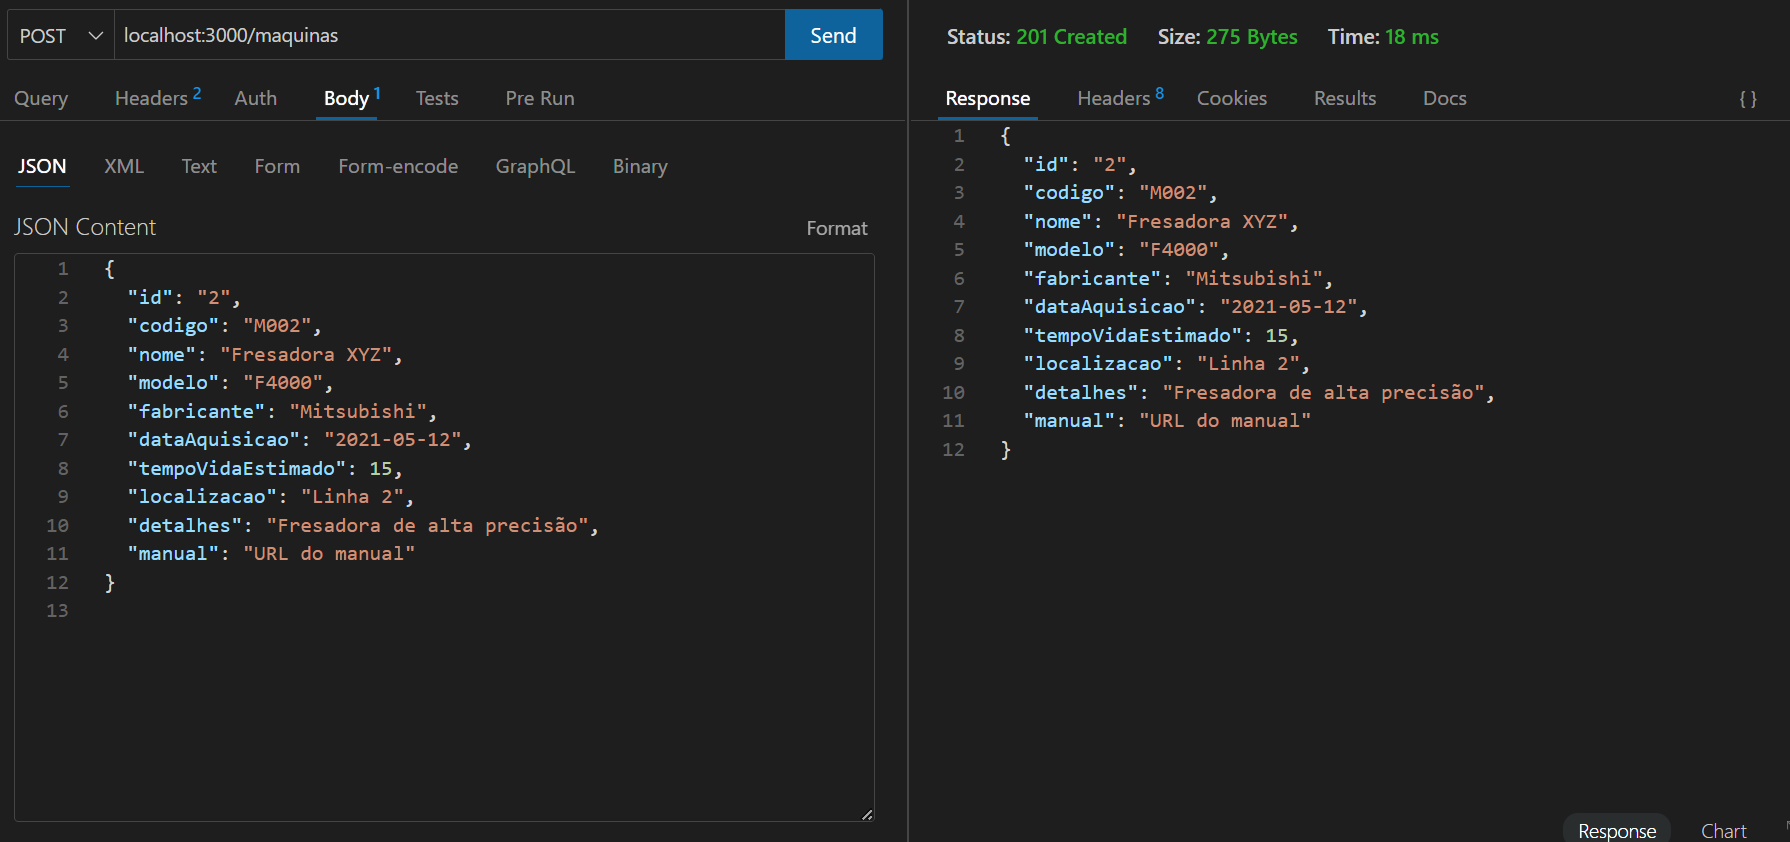 POST localhost:3000/maquinas Send
Query Headers 2 Auth Body 1 Tests Pre Run
JSON XML Text Form Form-encode GraphQL Binary
JSON Content Format
1 {
2 "id": "2",
3 "codigo": "M002",
4 "nome": "Fresadora XYZ",
5 "modelo": "F4000",
6 "fabricante": "Mitsubishi",
7 "dataAquisicao": "2021-05-12",
8 "tempoVidaEstimado": 15,
9 "localizacao": "Linha 2",
10 "detalhes": "Fresadora de alta precisão",
11 "manual": "URL do manual"
12 }
13
Status: 201 Created Size: 275 Bytes Time: 18 ms
Response Headers 8 Cookies Results Docs { }
1 {
2 "id": "2",
3 "codigo": "M002",
4 "nome": "Fresadora XYZ",
5 "modelo": "F4000",
6 "fabricante": "Mitsubishi",
7 "dataAquisicao": "2021-05-12",
8 "tempoVidaEstimado": 15,
9 "localizacao": "Linha 2",
10 "detalhes": "Fresadora de alta precisão",
11 "manual": "URL do manual"
12 }
Response Chart